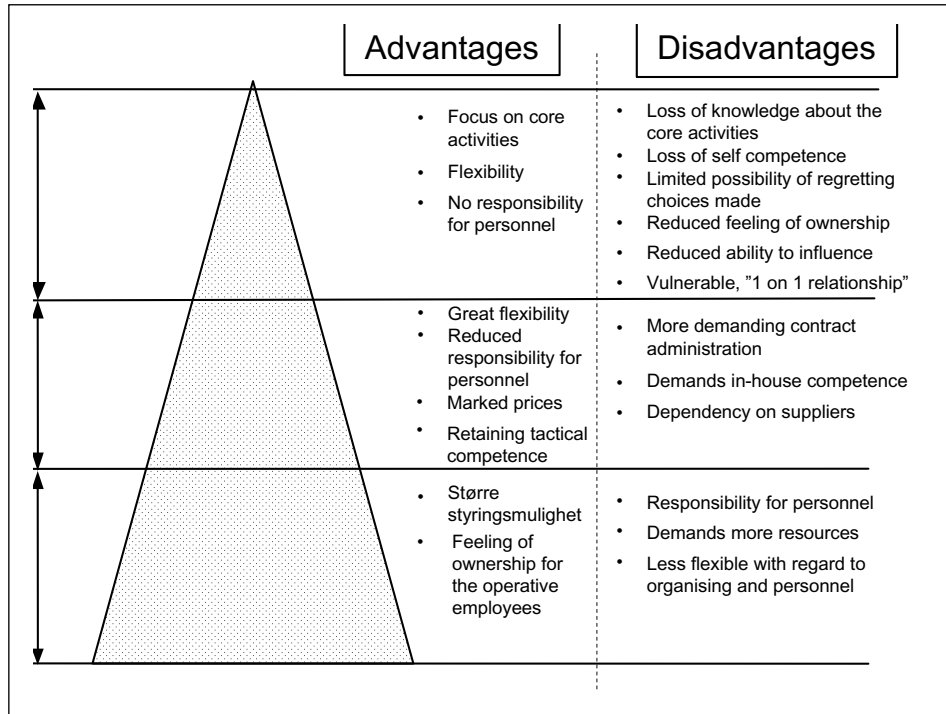 Advantages
Disadvantages
• Focus on core
activities
• Flexibility
• No responsibility
for personnel
• Loss of knowledge about the
core activities
• Loss of self competence
• Limited possibility of regretting
choices made
• Reduced feeling of ownership
• Reduced ability to influence
• Vulnerable, ”1 on 1 relationship”
• Great flexibility
• Reduced
responsibility for
personnel
• Marked prices
• Retaining tactical
competence
• More demanding contract
administration
• Demands in-house competence
• Dependency on suppliers
• Større
styringsmulighet
• Feeling of
ownership for
the operative
employees
• Responsibility for personnel
• Demands more resources
• Less flexible with regard to
organising and personnel